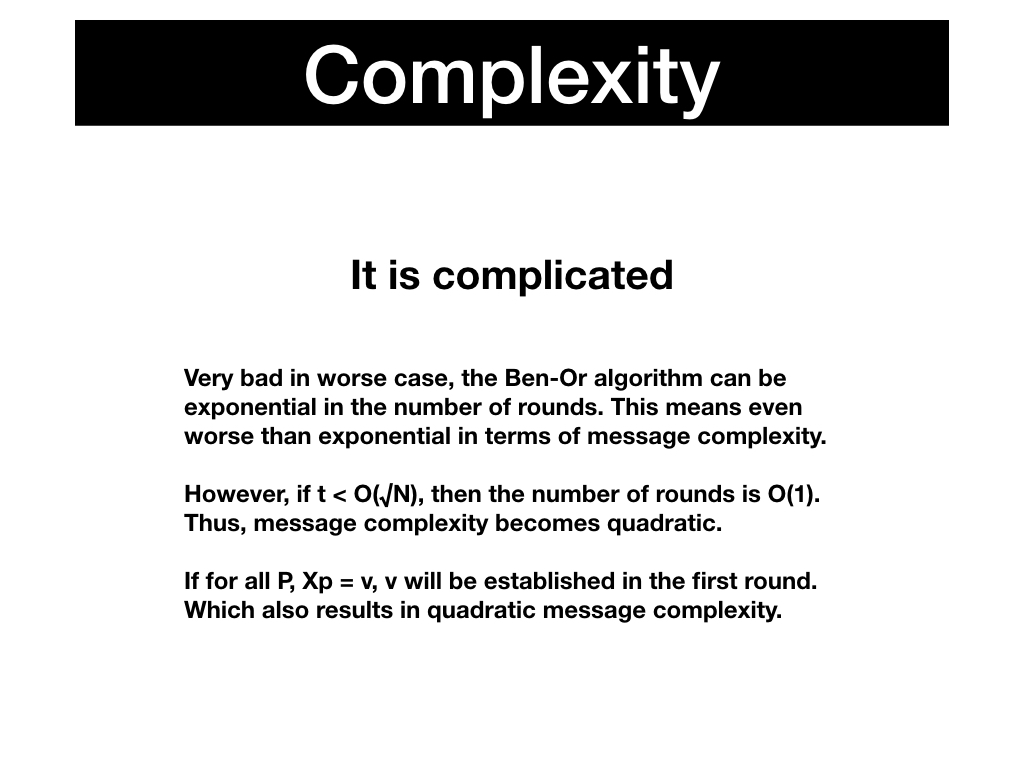 Complexity
It is complicated
Very bad in worse case, the Ben-Or algorithm can be
exponential in the number of rounds. This means even
worse than exponential in terms of message complexity.
However, if t < O(√N), then the number of rounds is O(1).
Thus, message complexity becomes quadratic.
If for all P, Xp = v, v will be established in the first round.
Which also results in quadratic message complexity.